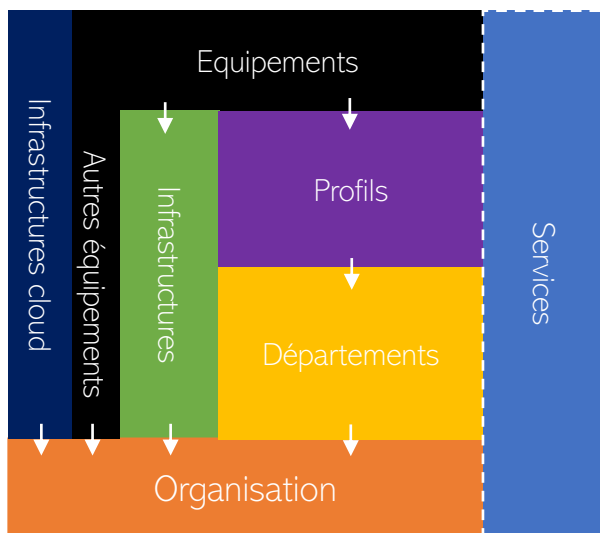 Equipements
Infrastructures cloud
Autres équipements
Infrastructures
Profils
Services
Départements
Organisation